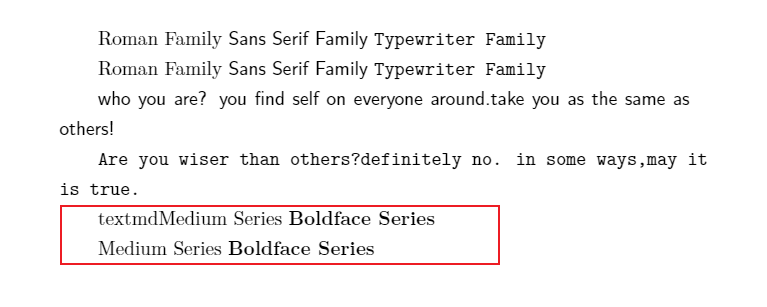 Roman Family Sans Serif Family Typewriter Family
Roman Family Sans Serif Family Typewriter Family
who you are? you find self on everyone around.take you as the same as
others!
Are you wiser than others?definitely no. in some ways,may it
is true.
textmdMedium Series Boldface Series
Medium Series Boldface Series